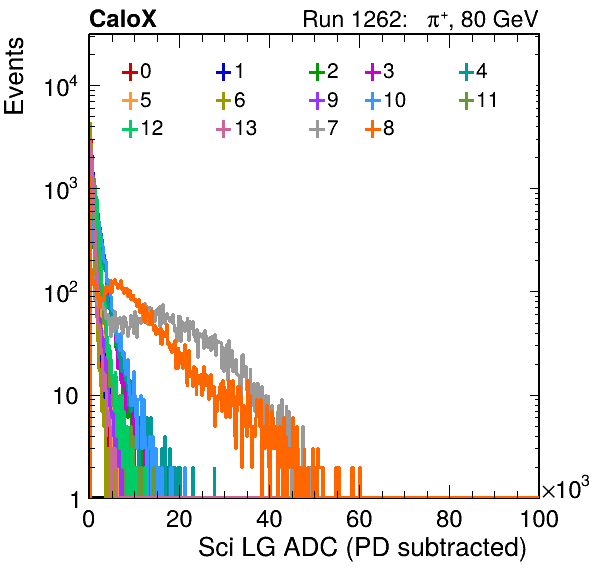 CaloX Run 1262: π⁺, 80 GeV
Events
10⁴
10³
10²
10
1
0 1 2 3 4
5 6 9 10 11
12 13 7 8
0 20 40 60 80 100
×10³
Sci LG ADC (PD subtracted)